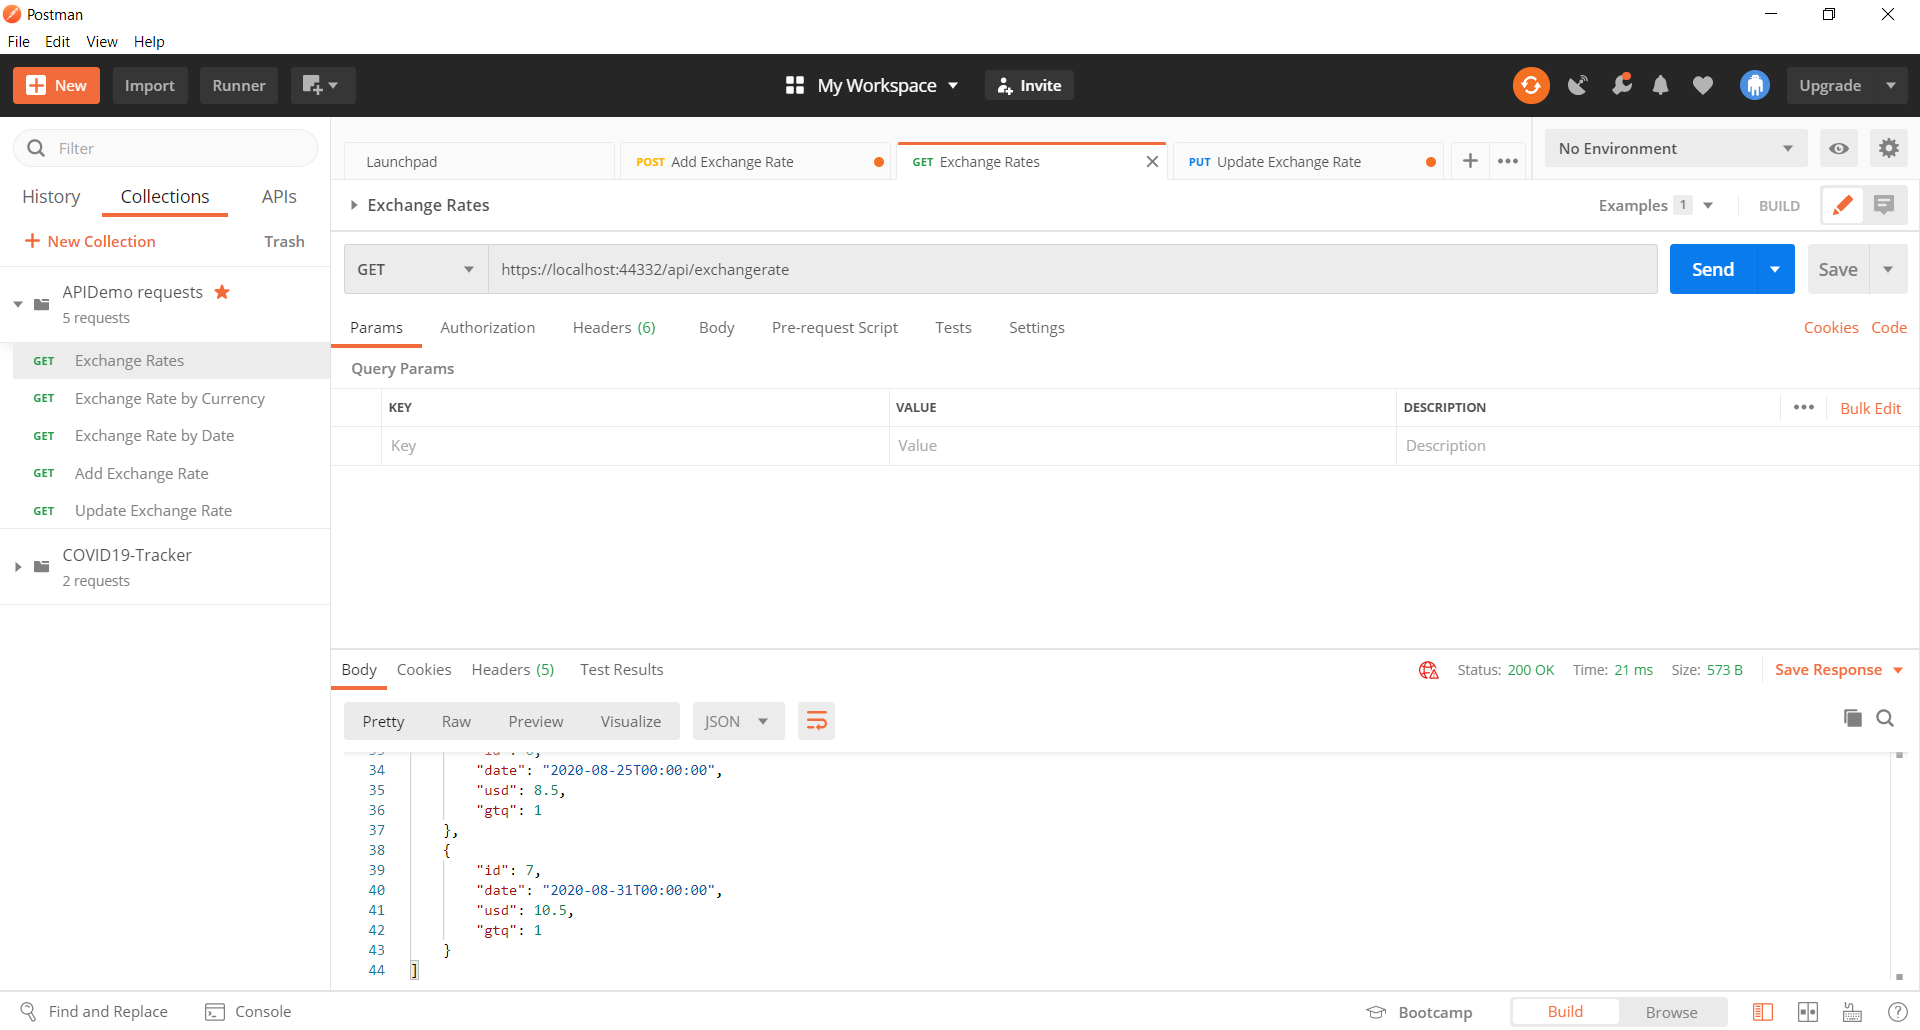 Postman
File Edit View Help
New Import Runner My Workspace Invite Upgrade
Filter
History Collections APIs
New Collection Trash
APIDemo requests
5 requests
GET Exchange Rates
GET Exchange Rate by Currency
GET Exchange Rate by Date
GET Add Exchange Rate
GET Update Exchange Rate
COVID19-Tracker
2 requests
Launchpad POST Add Exchange Rate GET Exchange Rates PUT Update Exchange Rate No Environment
Exchange Rates Examples 1 BUILD
GET https://localhost:44332/api/exchangerate Send Save
Params Authorization Headers (6) Body Pre-request Script Tests Settings Cookies Code
Query Params
KEY VALUE DESCRIPTION Bulk Edit
Key Value Description
Body Cookies Headers (5) Test Results Status: 200 OK Time: 21 ms Size: 573 B Save Response
Pretty Raw Preview Visualize JSON
34 "date": "2020-08-25T00:00:00",
35 "usd": 8.5,
36 "gtq": 1
37 },
38 {
39 "id": 7,
40 "date": "2020-08-31T00:00:00",
41 "usd": 10.5,
42 "gtq": 1
43 }
44 ]
Find and Replace Console Bootcamp Build Browse